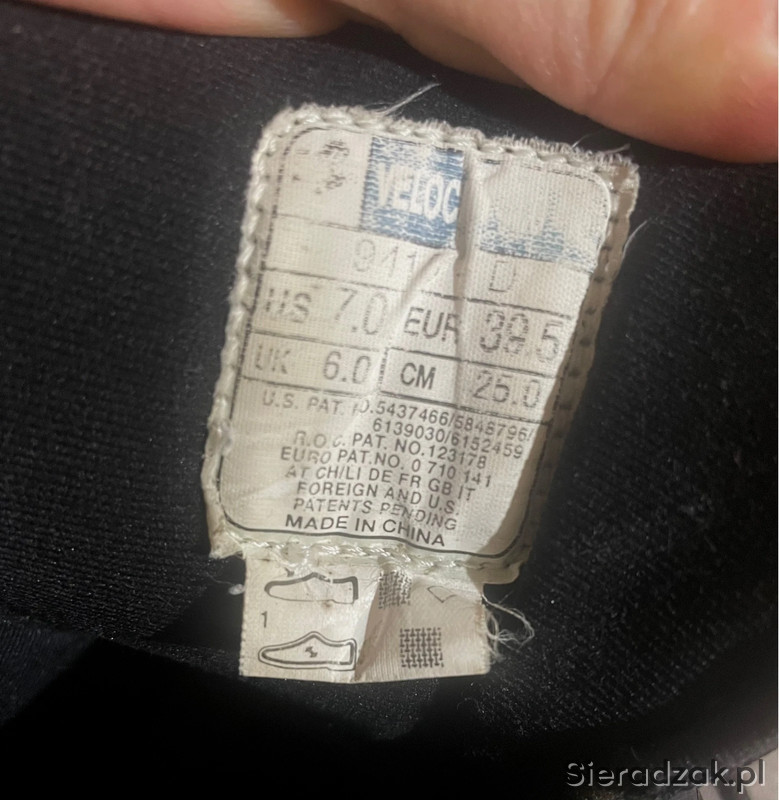 VELOC
D
US 7.0 EUR 39.5
UK 6.0 CM 25.0
U.S. PAT. NO.5437466/5848796/
6139030/6152459
R.O.C. PAT. NO.123178
EURO PAT.NO. 0 710 141
AT CH/LI DE FR GB IT
FOREIGN AND U.S.
PATENTS PENDING
MADE IN CHINA
1
Sieradzak.pl